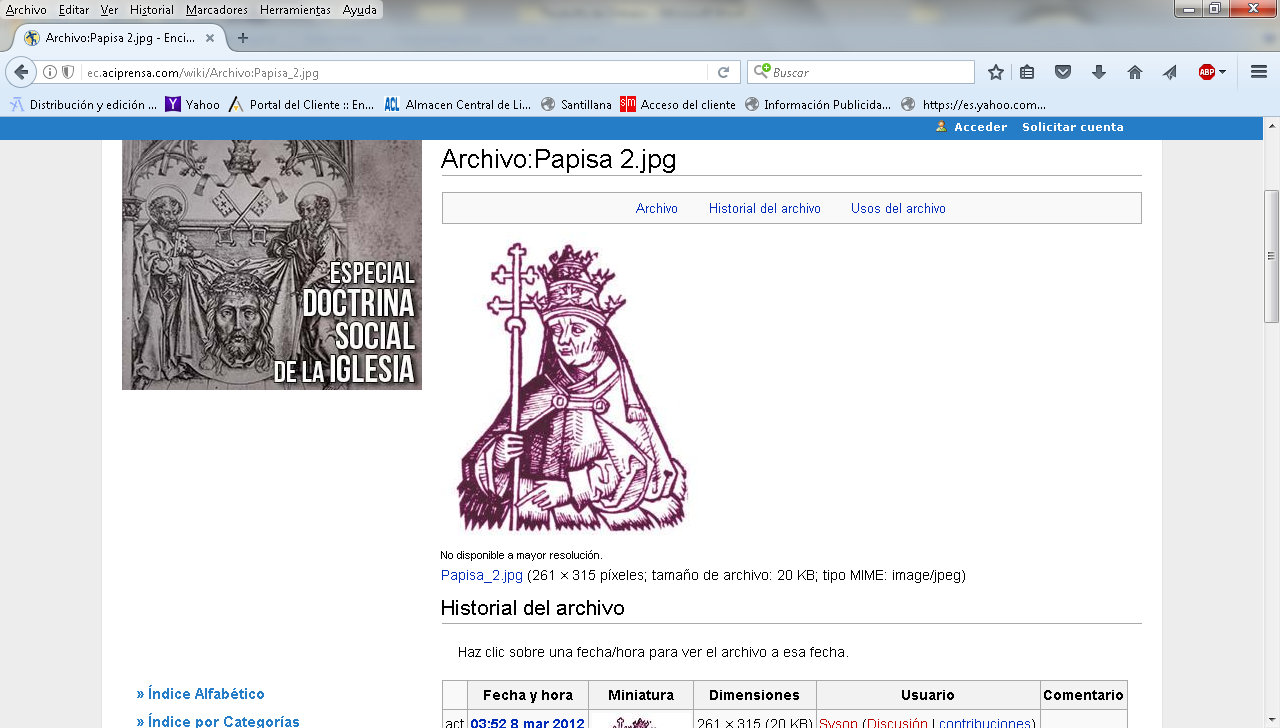 Archivo Editar Ver Historial Marcadores Herramientas Ayuda
Archivo:Papisa 2.jpg - Enci...
ec.aciprensa.com/wiki/Archivo:Papisa_2.jpg
Buscar
ABP
Distribución y edición ... Yahoo Portal del Cliente :: En... ACL Almacen Central de Li... Santillana sm Acceso del cliente Información Public...
https://es.yahoo.com...
Acceder Solicitar cuenta
ESPECIAL
DOCTRINA
SOCIAL
DE LA IGLESIA
Archivo:Papisa 2.jpg
Archivo Historial del archivo Usos del archivo
No disponible a mayor resolución.
Papisa_2.jpg (261 × 315 píxeles; tamaño de archivo: 20 KB; tipo MIME: image/jpeg)
Historial del archivo
Haz clic sobre una fecha/hora para ver el archivo a esa fecha.
» Índice Alfabético
» Índice por Categorías
Fecha y hora Miniatura Dimensiones Usuario Comentario
act 03:52 8 mar 2012 261 × 315 (20 KB) Sysop (Discusión | contribuciones)